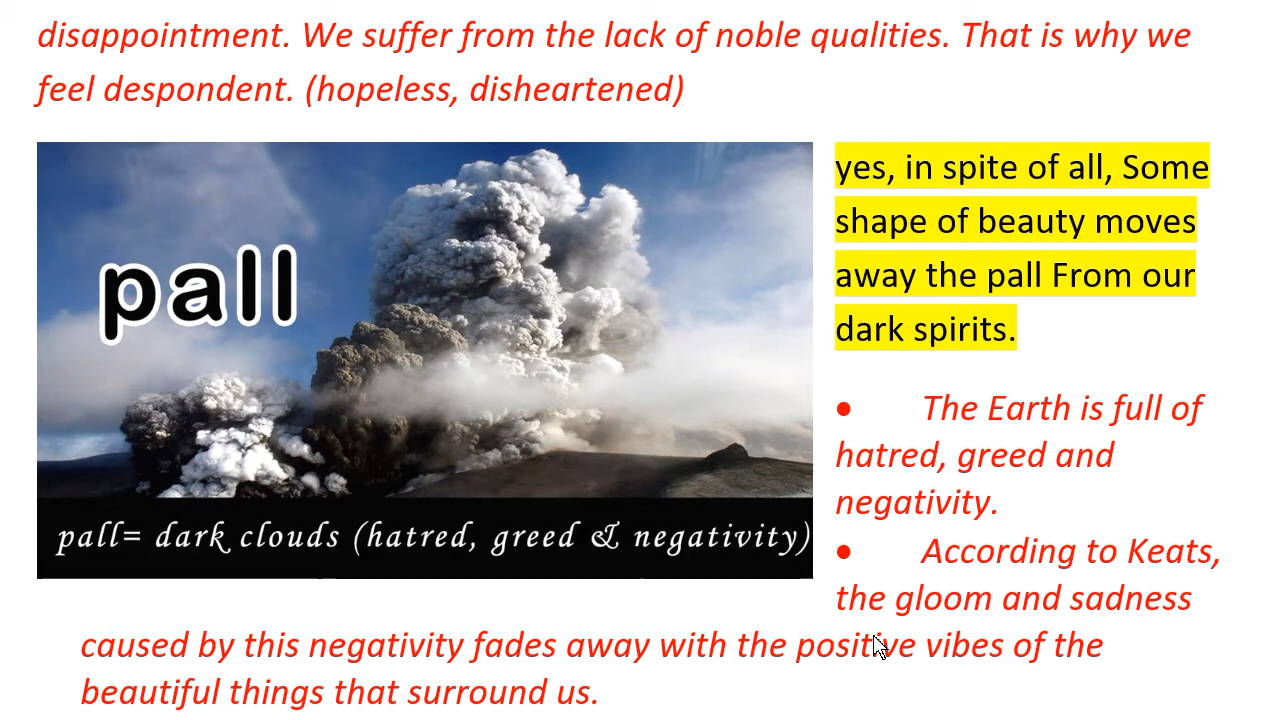 disappointment. We suffer from the lack of noble qualities. That is why we
feel despondent. (hopeless, disheartened)
pall
pall= dark clouds (hatred, greed & negativity)
yes, in spite of all, Some
shape of beauty moves
away the pall From our
dark spirits.
• The Earth is full of
hatred, greed and
negativity.
• According to Keats,
the gloom and sadness
caused by this negativity fades away with the positive vibes of the
beautiful things that surround us.